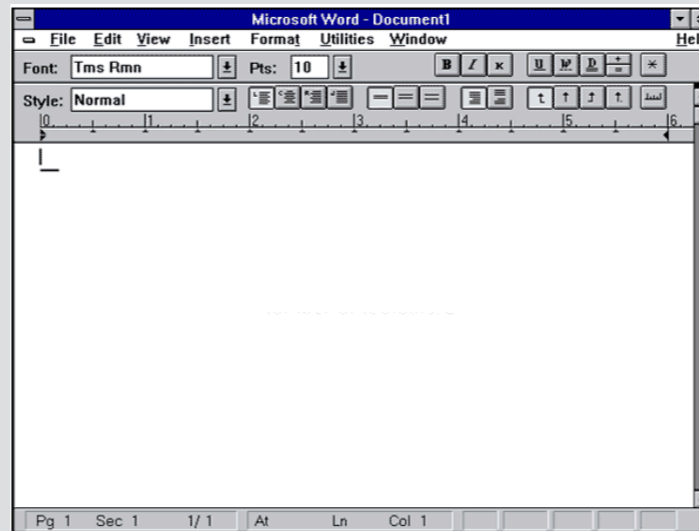 Microsoft Word - Document1
File Edit View Insert Format Utilities Window Hel
Font: Tms Rmn Pts: 10 B I K U W D
Style: Normal
0 1 2 3 4 5 6
Pg 1 Sec 1 1/1 At Ln Col 1